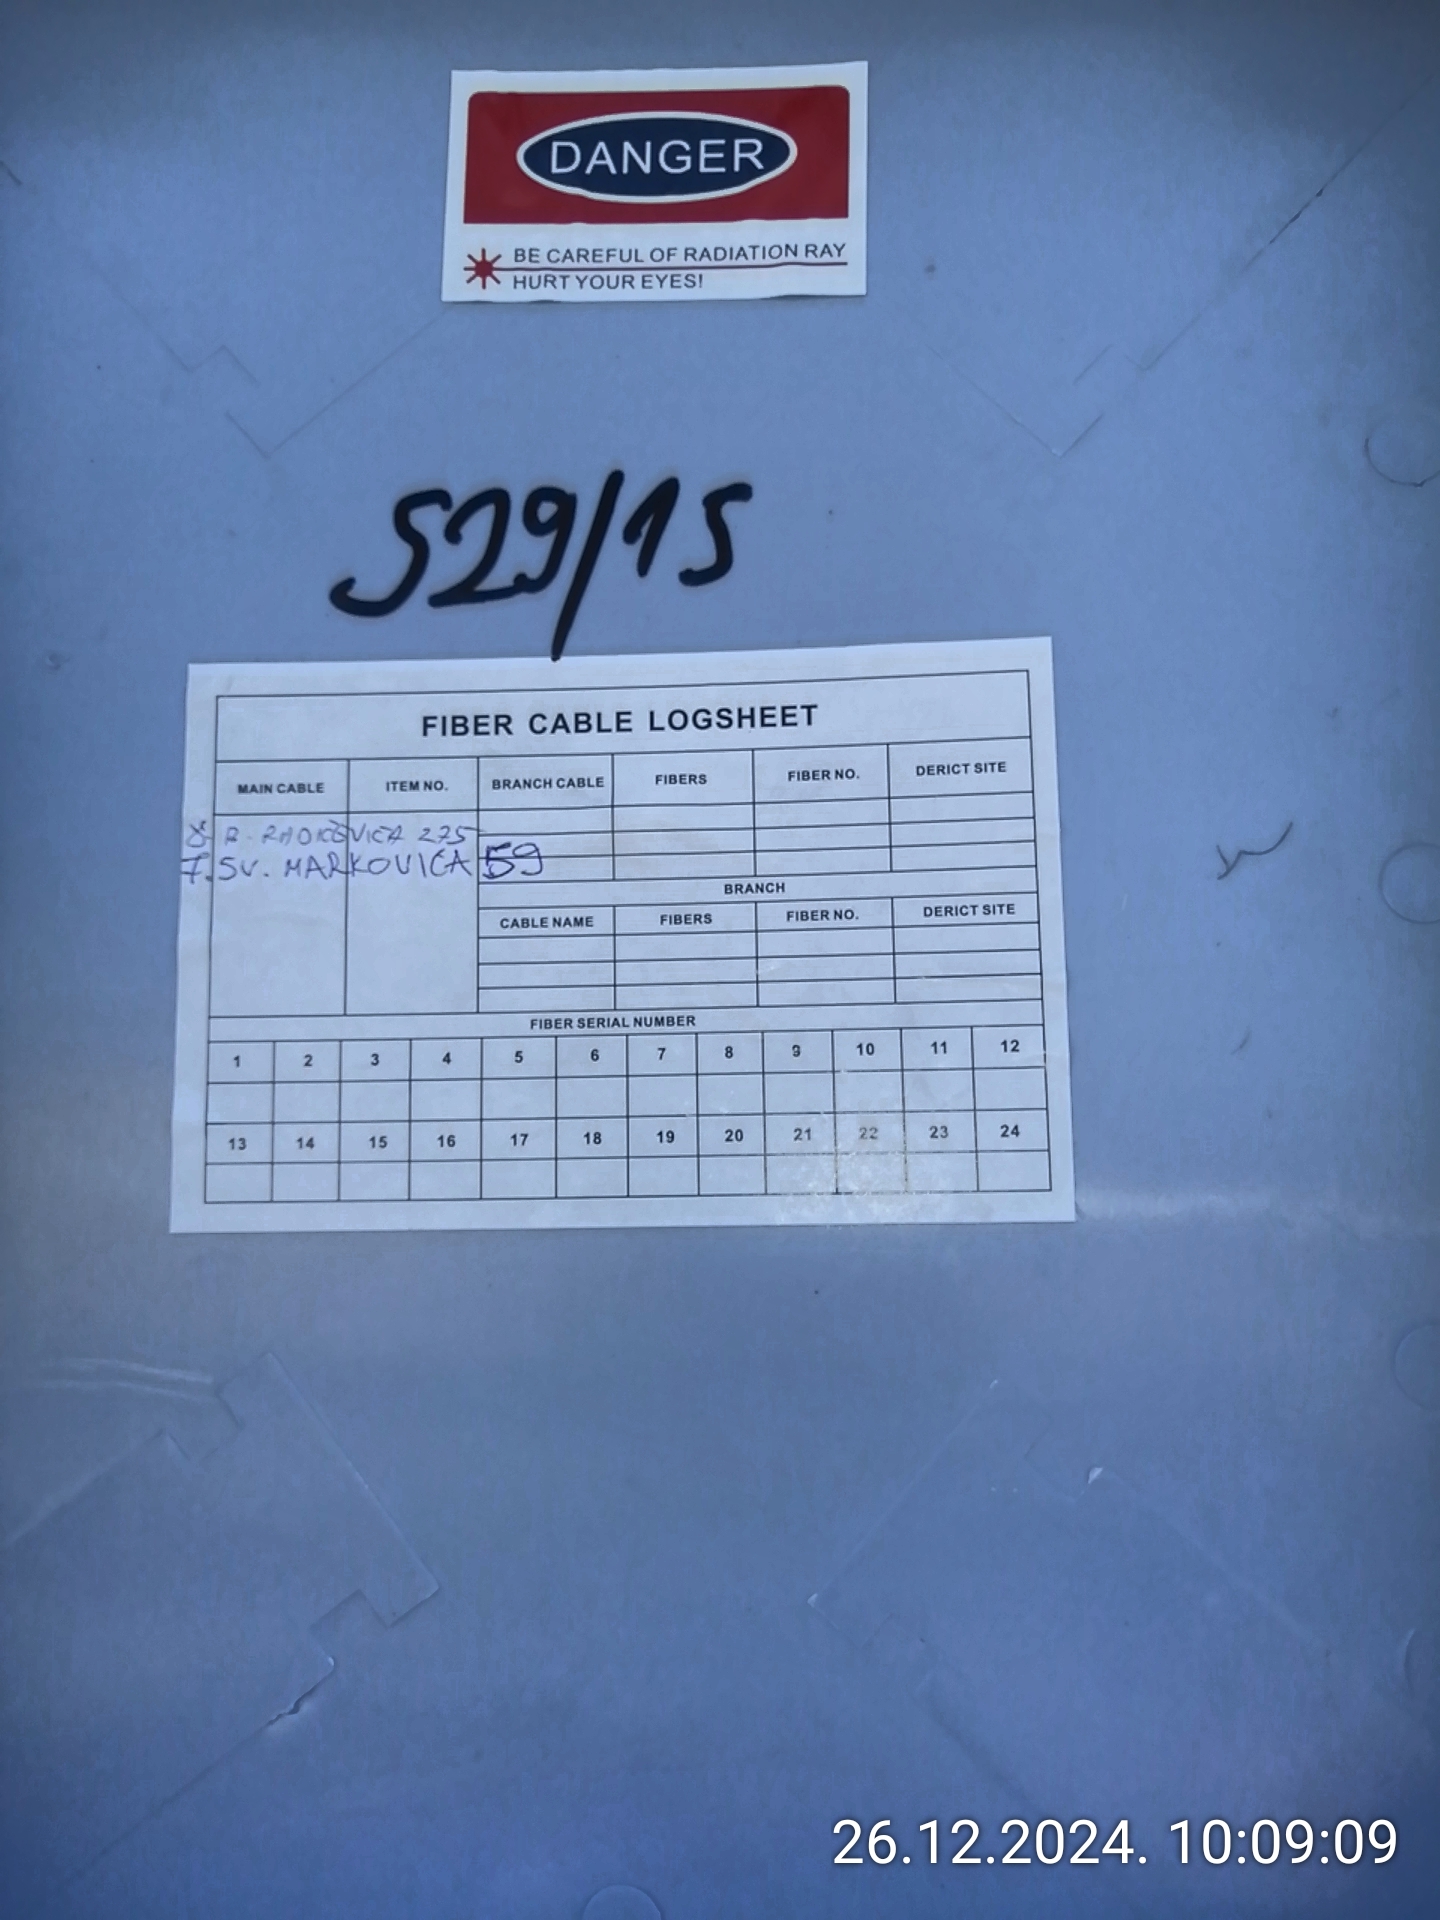 DANGER
BE CAREFUL OF RADIATION RAY
HURT YOUR EYES!
S29/15
FIBER CABLE LOGSHEET
MAIN CABLE ITEM NO. BRANCH CABLE FIBERS FIBER NO. DERICT SITE
275
7. SV. MARKOVIĆA 59
BRANCH
CABLE NAME FIBERS FIBER NO. DERICT SITE
FIBER SERIAL NUMBER
1 2 3 4 5 6 7 8 9 10 11 12
13 14 15 16 17 18 19 20 21 22 23 24
26.12.2024. 10:09:09